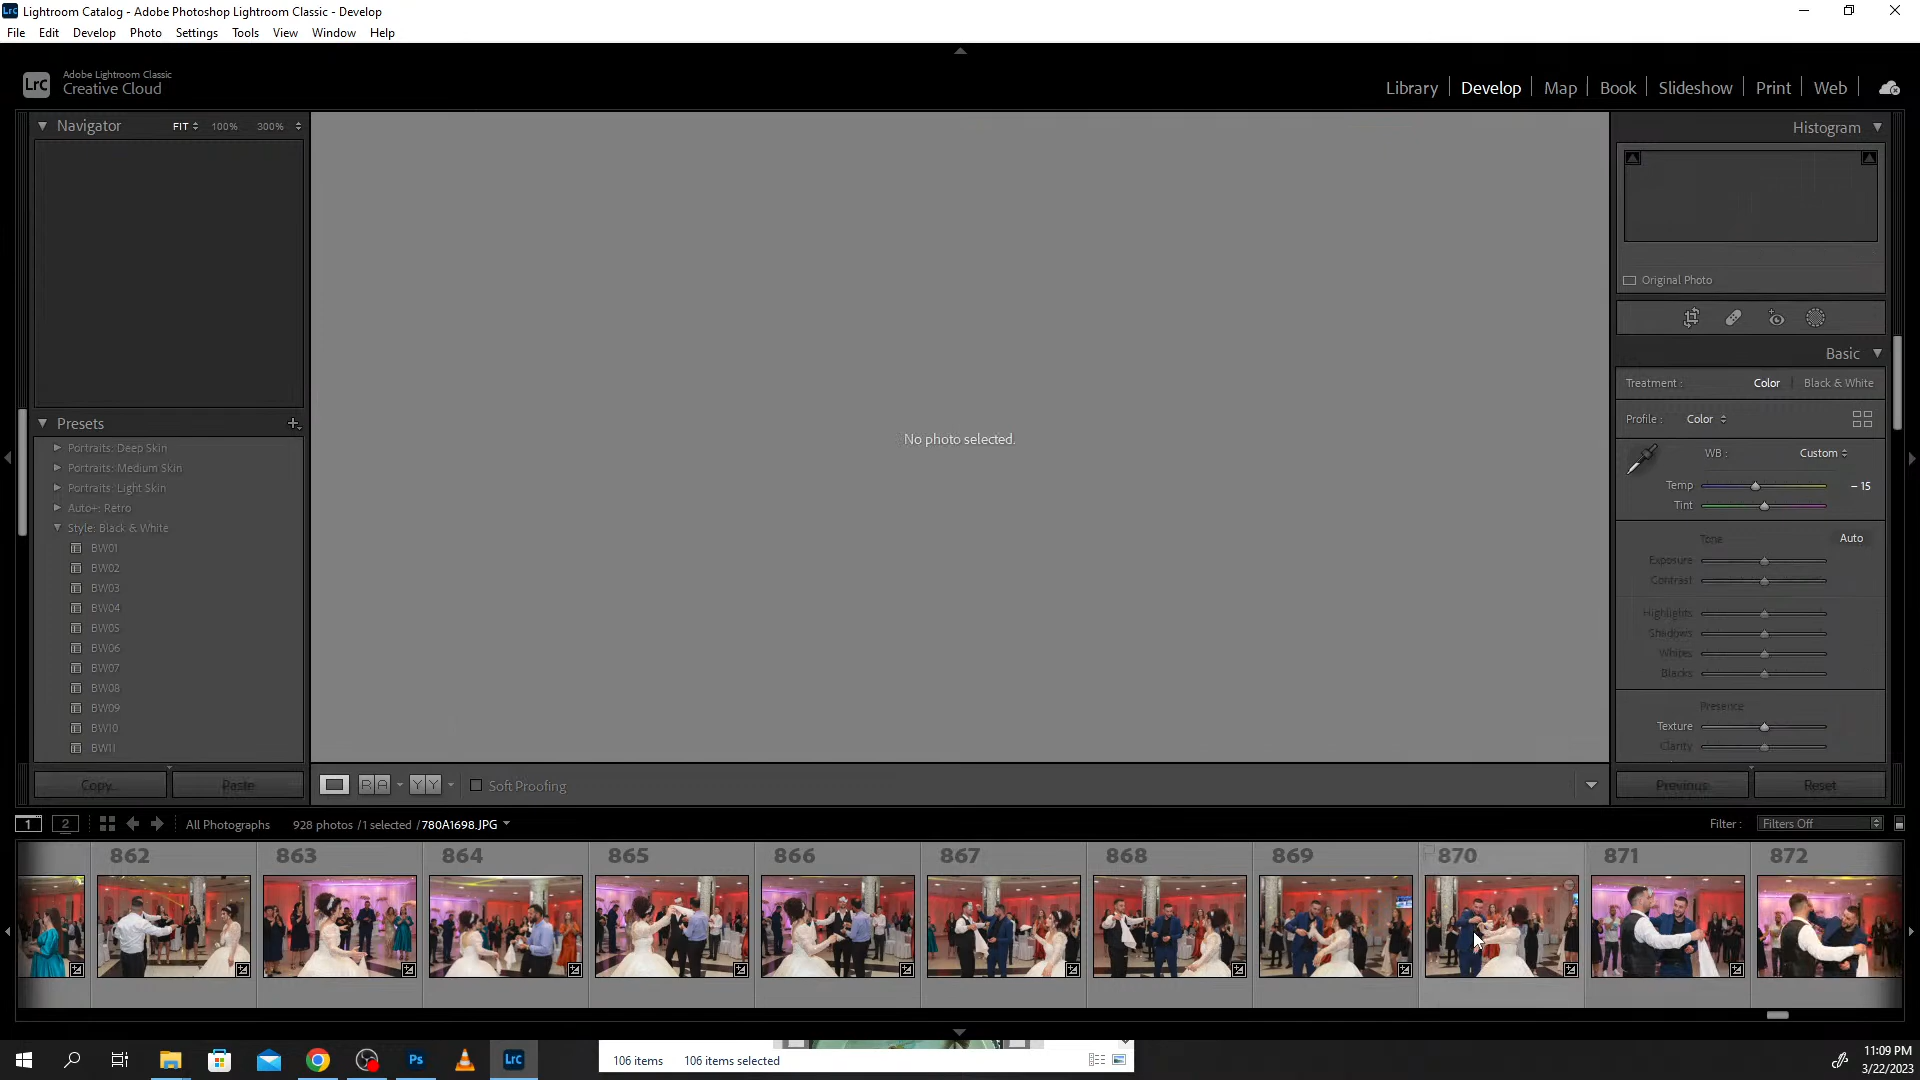 Lightroom Catalog - Adobe Photoshop Lightroom Classic - Develop
File Edit Develop Photo Settings Tools View Window Help
LrC Adobe Lightroom Classic
Creative Cloud
Library Develop Map Book Slideshow Print Web
Navigator FIT 100% 300%
Histogram
Original Photo
Basic
Treatment : Color Black & White
Profile : Color
WB : Custom
Temp - 15
Tint
Tone Auto
Exposure
Contrast
Highlights
Shadows
Whites
Blacks
Presence
Texture
Clarity
No photo selected.
Presets
Portraits: Deep Skin
Portraits: Medium Skin
Portraits: Light Skin
Auto+: Retro
Style: Black & White
BW01
BW02
BW03
BW04
BW05
BW06
BW07
BW08
BW09
BW10
BW11
Copy... Paste
R A Y Y Soft Proofing
Previous Reset
1 2 All Photographs 928 photos / 1 selected / 780A1698.JPG
Filter : Filters Off
862 863 864 865 866 867 868 869 870 871 872
106 items 106 items selected
Ps LrC
11:09 PM
3/22/2023